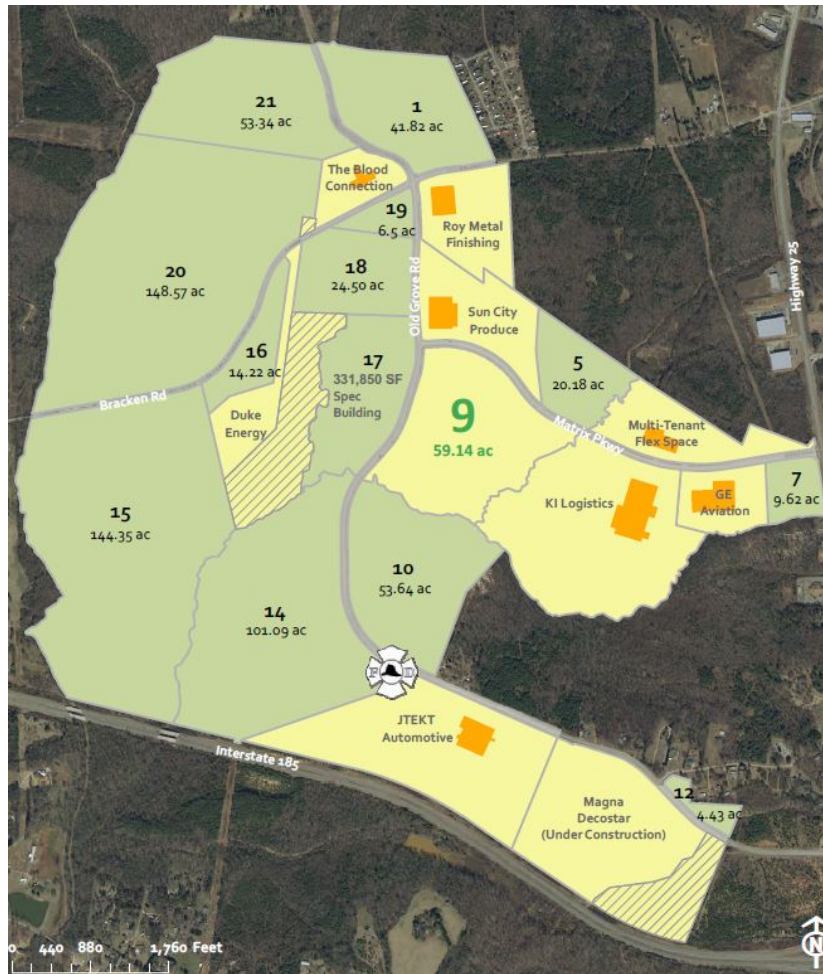 21
53.34 ac
1
41.82 ac
The Blood
Connection
19
6.5 ac
Roy Metal
Finishing
Highway 25
Old Grove Rd
18
24.50 ac
20
148.57 ac
Sun City
Produce
16
14.22 ac
17
331,850 SF
Spec
Building
5
20.18 ac
Bracken Rd
Duke
Energy
9
59.14 ac
Matrix Pkwy
Multi-Tenant
Flex Space
7
9.62 ac
KI Logistics
GE
Aviation
15
144.35 ac
10
53.64 ac
14
101.09 ac
F D
JTEKT
Automotive
Interstate 185
12
4.43 ac
Magna
Decostar
(Under Construction)
0 440 880 1,760 Feet
N